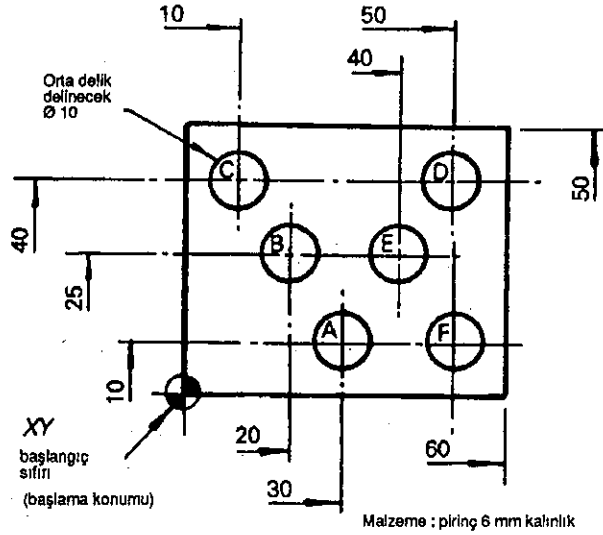 10
50
40
Orta delik
delinecek
Ø 10
C
D
50
40
B
E
25
A
F
10
XY
başlangıç
sıfırı
(başlama konumu)
20
30
60
Malzeme : pirinç 6 mm kalınlık